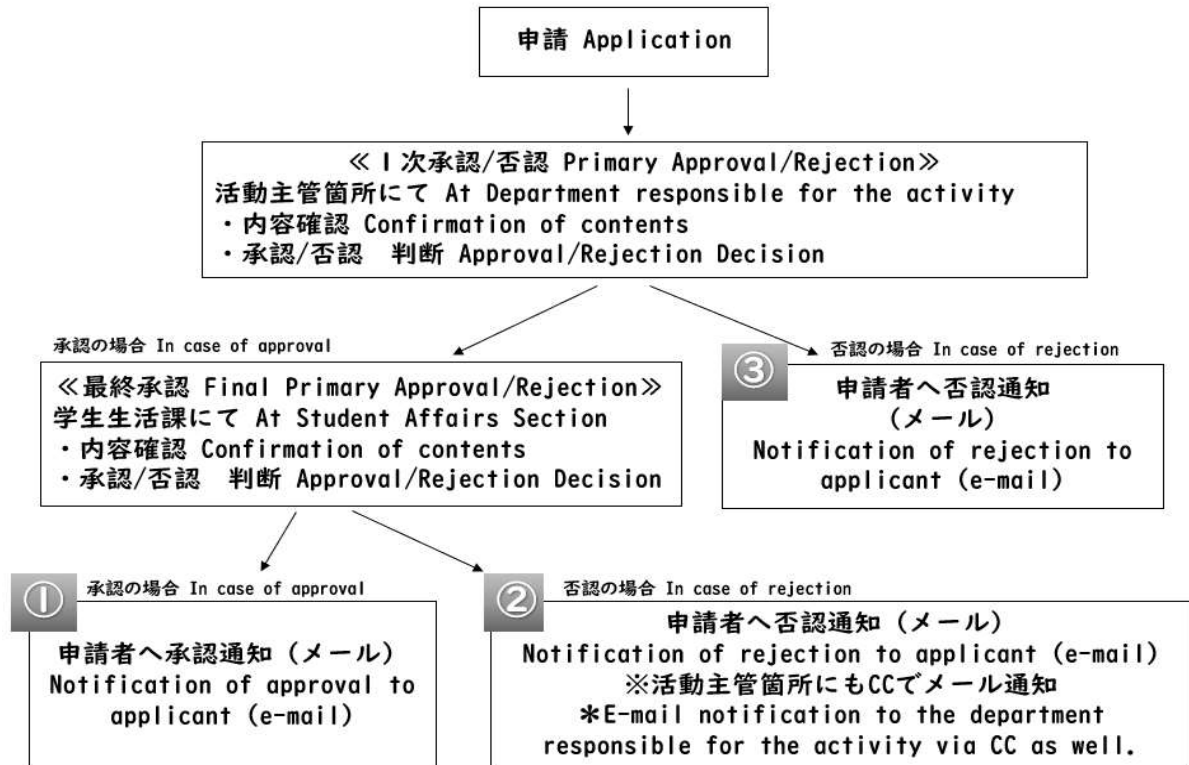 申請 Application
≪1次承認/否認 Primary Approval/Rejection≫
活動主管箇所にて At Department responsible for the activity
・内容確認 Confirmation of contents
・承認/否認　判断 Approval/Rejection Decision
承認の場合 In case of approval
≪最終承認 Final Primary Approval/Rejection≫
学生生活課にて At Student Affairs Section
・内容確認 Confirmation of contents
・承認/否認　判断 Approval/Rejection Decision
③
否認の場合 In case of rejection
申請者へ否認通知
(メール)
Notification of rejection to
applicant (e-mail)
①
承認の場合 In case of approval
申請者へ承認通知（メール）
Notification of approval to
applicant (e-mail)
②
否認の場合 In case of rejection
申請者へ否認通知（メール）
Notification of rejection to applicant (e-mail)
※活動主管箇所にもCCでメール通知
＊E-mail notification to the department
responsible for the activity via CC as well.